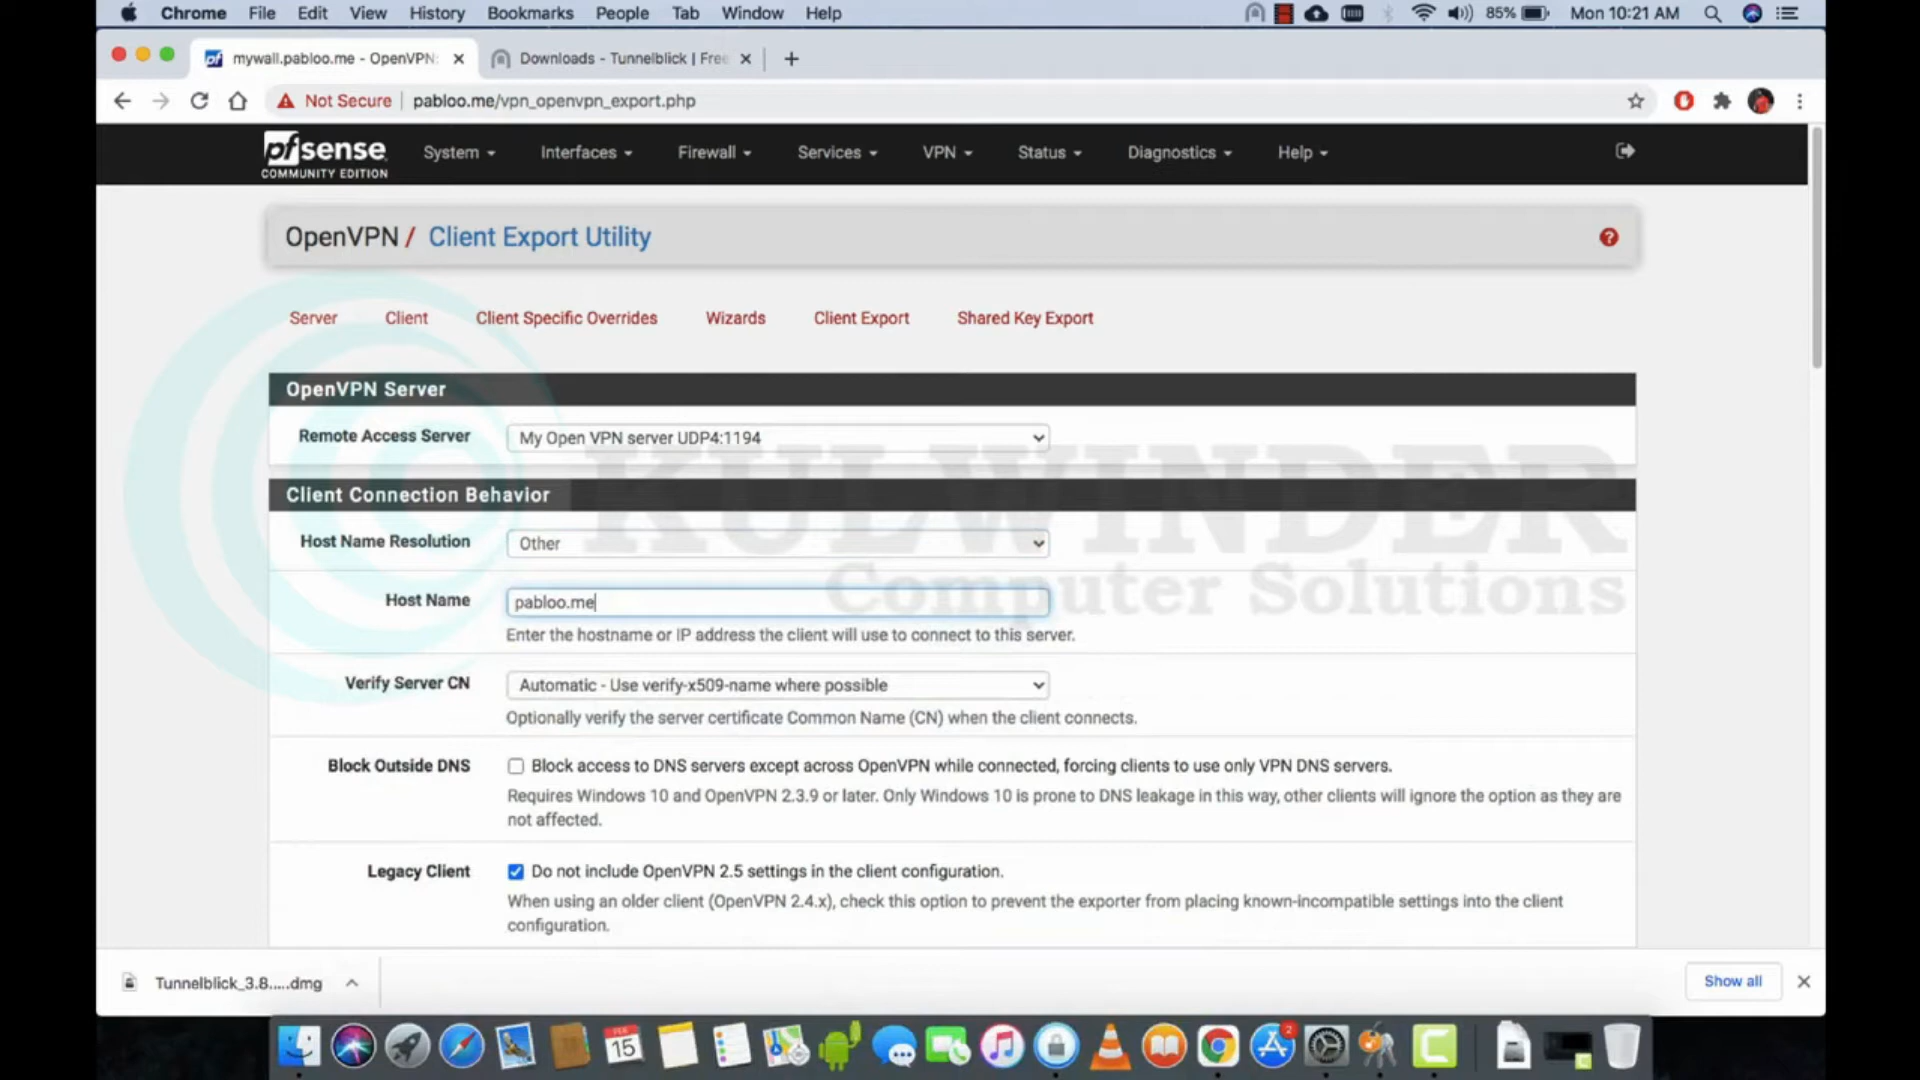 Chrome File Edit View History Bookmarks People Tab Window Help 85% Mon 10:21 AM
mywall.pabloo.me - OpenVPN: Downloads - Tunnelblick | Free
Not Secure pabloo.me/vpn_openvpn_export.php
pfsense System Interfaces Firewall Services VPN Status Diagnostics Help
COMMUNITY EDITION
OpenVPN / Client Export Utility
Server Client Client Specific Overrides Wizards Client Export Shared Key Export
OpenVPN Server
Remote Access Server My Open VPN server UDP4:1194
KULWINDER
Computer Solutions
Client Connection Behavior
Host Name Resolution Other
Host Name pabloo.me
Enter the hostname or IP address the client will use to connect to this server.
Verify Server CN Automatic - Use verify-x509-name where possible
Optionally verify the server certificate Common Name (CN) when the client connects.
Block Outside DNS Block access to DNS servers except across OpenVPN while connected, forcing clients to use only VPN DNS servers.
Requires Windows 10 and OpenVPN 2.3.9 or later. Only Windows 10 is prone to DNS leakage in this way, other clients will ignore the option as they are
not affected.
Legacy Client Do not include OpenVPN 2.5 settings in the client configuration.
When using an older client (OpenVPN 2.4.x), check this option to prevent the exporter from placing known-incompatible settings into the client
configuration.
Tunnelblick_3.8.....dmg Show all
FEB
15
2